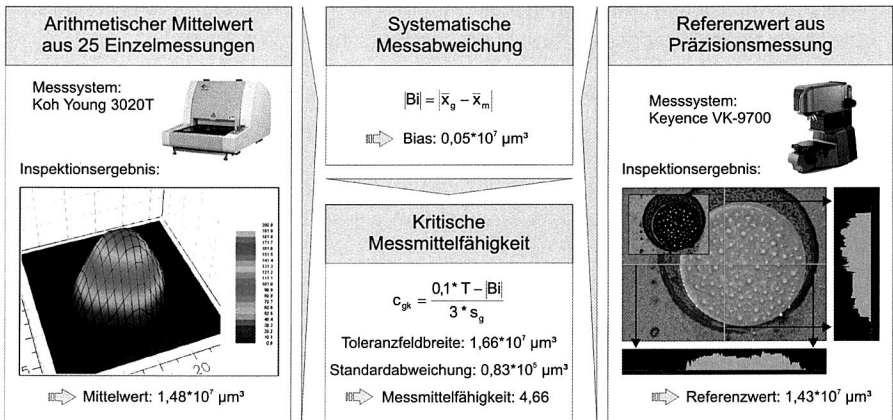 Arithmetischer Mittelwert
aus 25 Einzelmessungen
Messsystem:
Koh Young 3020T
Inspektionsergebnis:
20
Mittelwert: 1,48*10⁷ µm³
Systematische
Messabweichung
|Bi| = |x̄g − x̄m|
Bias: 0,05*10⁷ µm³
Kritische
Messmittelfähigkeit
cgk = (0,1* T − |Bi|) / (3 * sg)
Toleranzfeldbreite: 1,66*10⁷ µm³
Standardabweichung: 0,83*10⁵ µm³
Messmittelfähigkeit: 4,66
Referenzwert aus
Präzisionsmessung
Messsystem:
Keyence VK-9700
Inspektionsergebnis:
Referenzwert: 1,43*10⁷ µm³